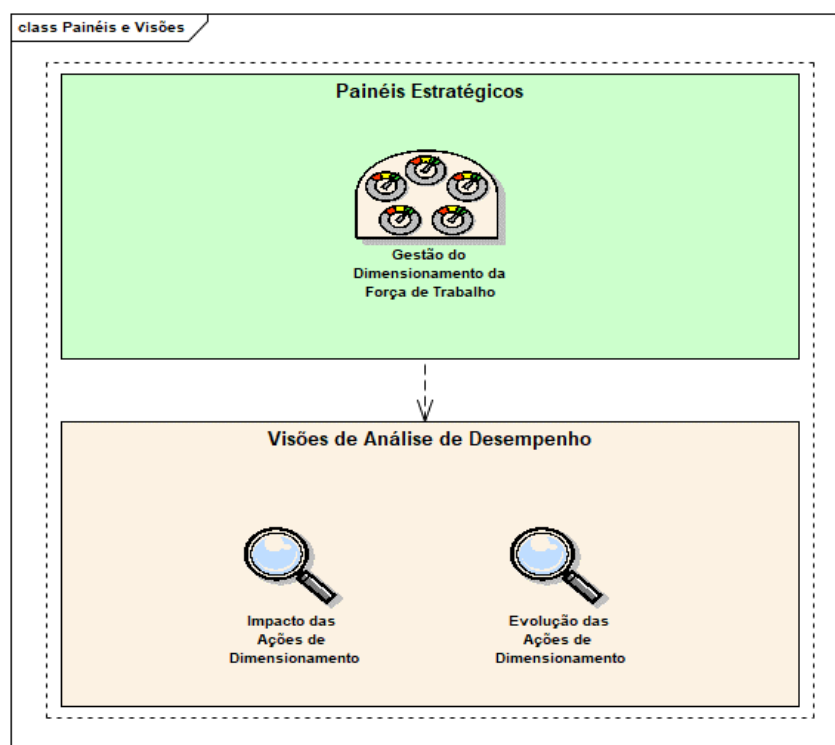 class Painéis e Visões
Painéis Estratégicos
Gestão do
Dimensionamento da
Força de Trabalho
Visões de Análise de Desempenho
Impacto das
Ações de
Dimensionamento
Evolução das
Ações de
Dimensionamento